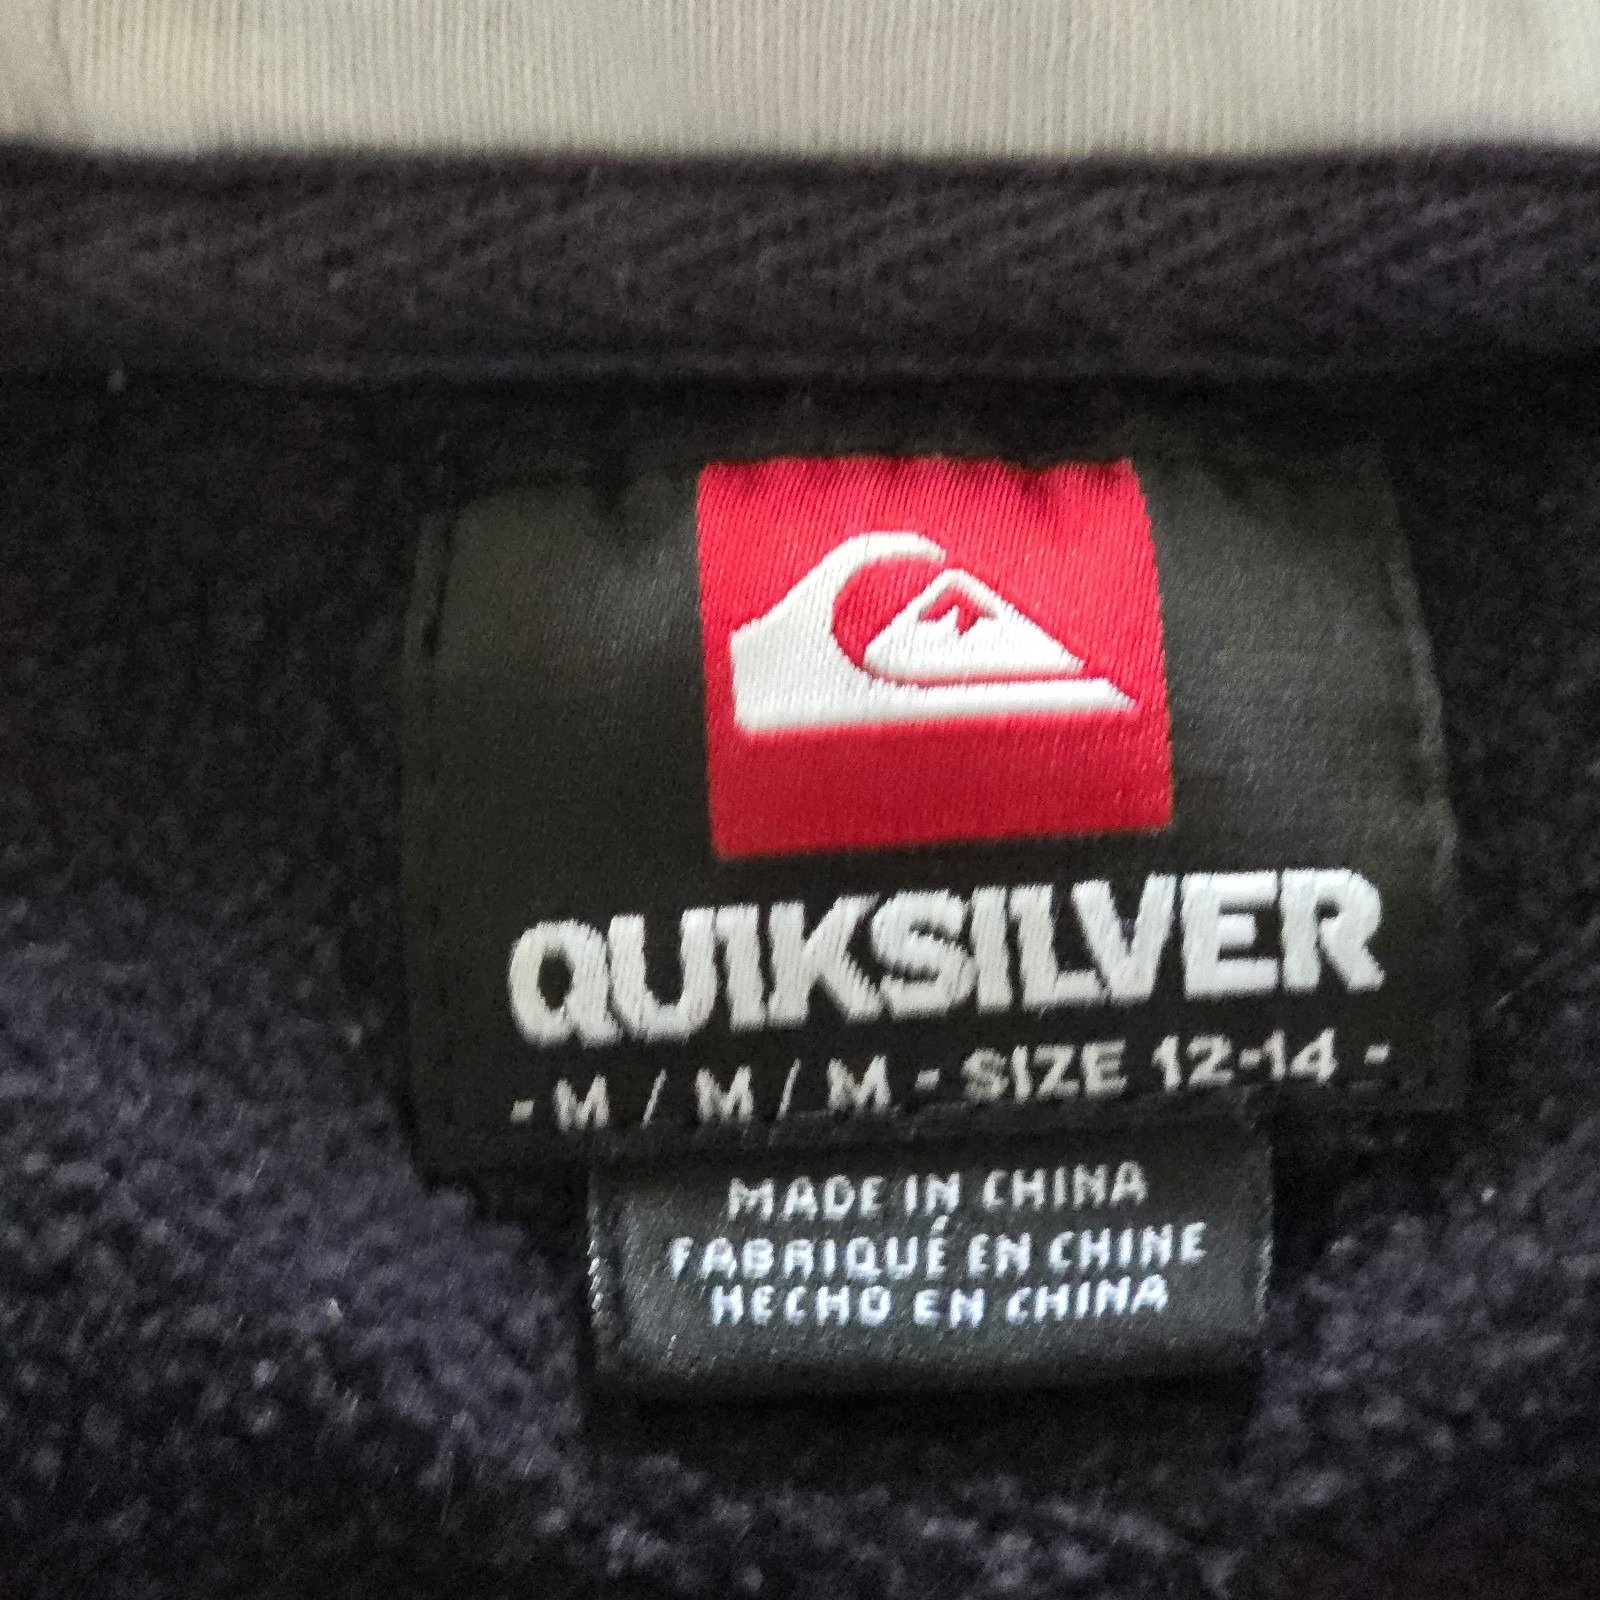 QUIKSILVER
- M / M / M - SIZE 12-14 -
MADE IN CHINA
FABRIQUÉ EN CHINE
HECHO EN CHINA